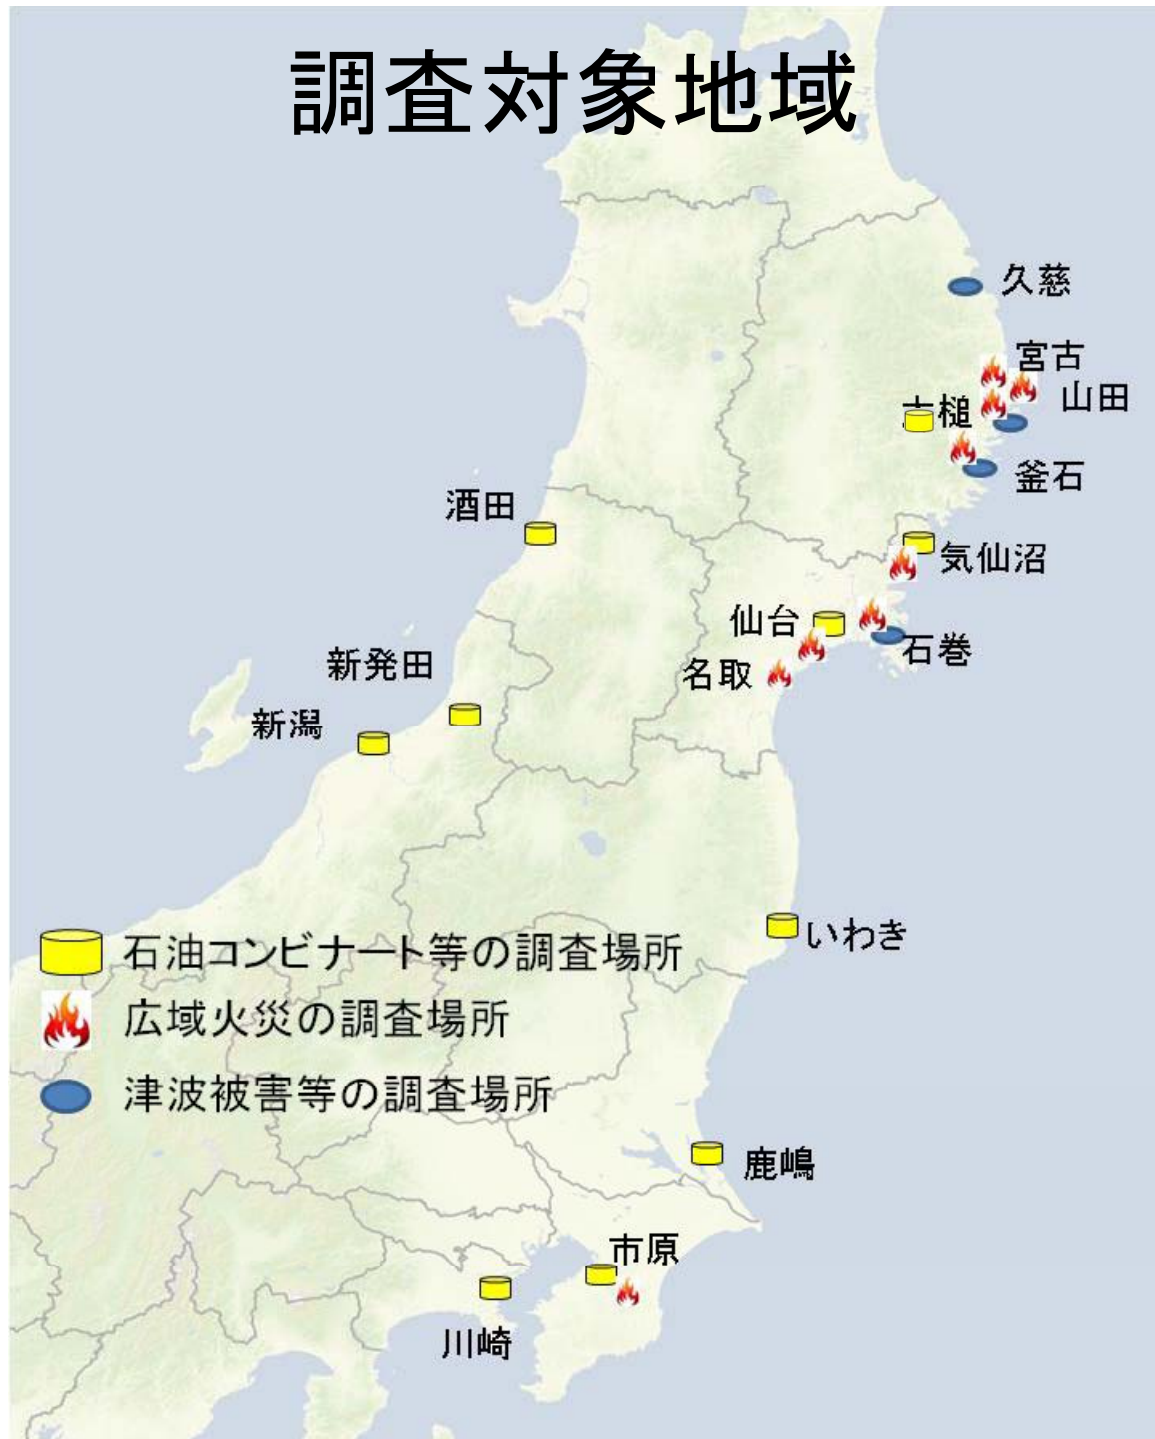 調査対象地域
久慈
宮古
山田
大槌
釜石
酒田
気仙沼
仙台
石巻
名取
新発田
新潟
いわき
石油コンビナート等の調査場所
広域火災の調査場所
津波被害等の調査場所
鹿嶋
市原
川崎